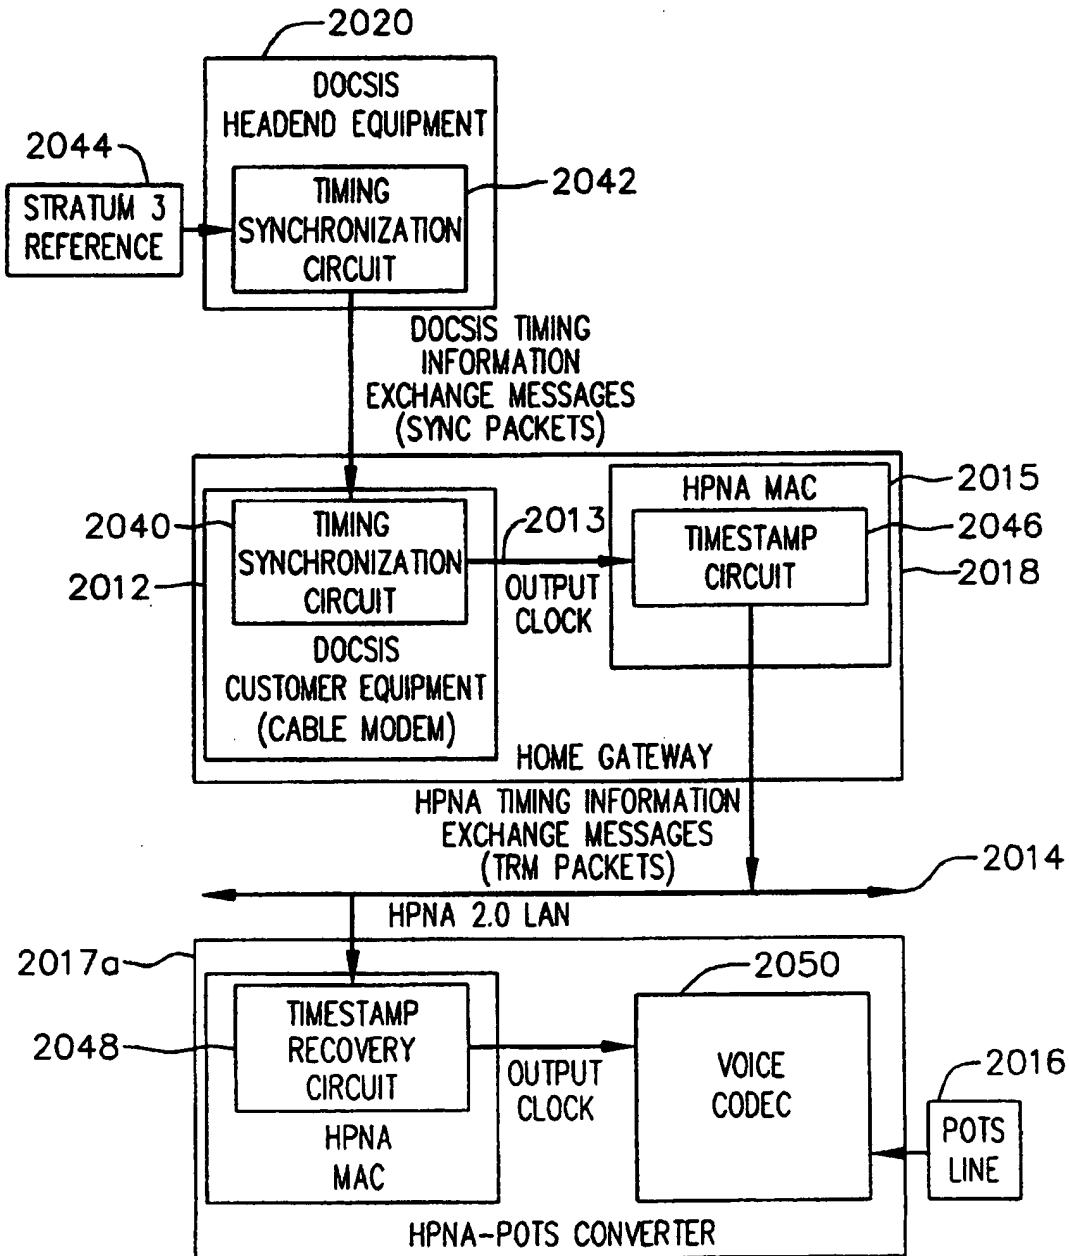 2020
DOCSIS
HEADEND EQUIPMENT
2044
STRATUM 3
REFERENCE
TIMING
SYNCHRONIZATION
CIRCUIT
2042
DOCSIS TIMING
INFORMATION
EXCHANGE MESSAGES
(SYNC PACKETS)
HPNA MAC
2015
2040
TIMING
SYNCHRONIZATION
CIRCUIT
2013
OUTPUT
CLOCK
TIMESTAMP
CIRCUIT
2046
2018
2012
DOCSIS
CUSTOMER EQUIPMENT
(CABLE MODEM)
HOME GATEWAY
HPNA TIMING INFORMATION
EXCHANGE MESSAGES
(TRM PACKETS)
2014
HPNA 2.0 LAN
2017a
2050
TIMESTAMP
RECOVERY
CIRCUIT
2048
OUTPUT
CLOCK
VOICE
CODEC
2016
POTS
LINE
HPNA
MAC
HPNA-POTS CONVERTER